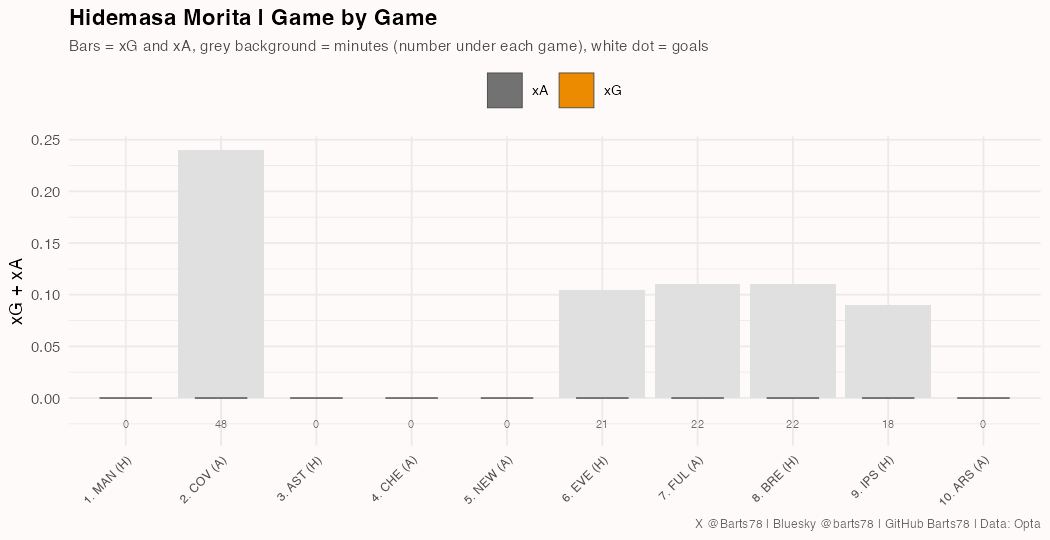 Hidemasa Morita | Game by Game
Bars = xG and xA, grey background = minutes (number under each game), white dot = goals
xA xG
xG + xA
0.25
0.20
0.15
0.10
0.05
0.00
0 48 0 0 0 21 22 22 18 0
1. MAN (H)
2. COV (A)
3. AST (H)
4. CHE (A)
5. NEW (A)
6. EVE (H)
7. FUL (A)
8. BRE (H)
9. IPS (H)
10. ARS (A)
X @Barts78 | Bluesky @barts78 | GitHub Barts78 | Data: Opta